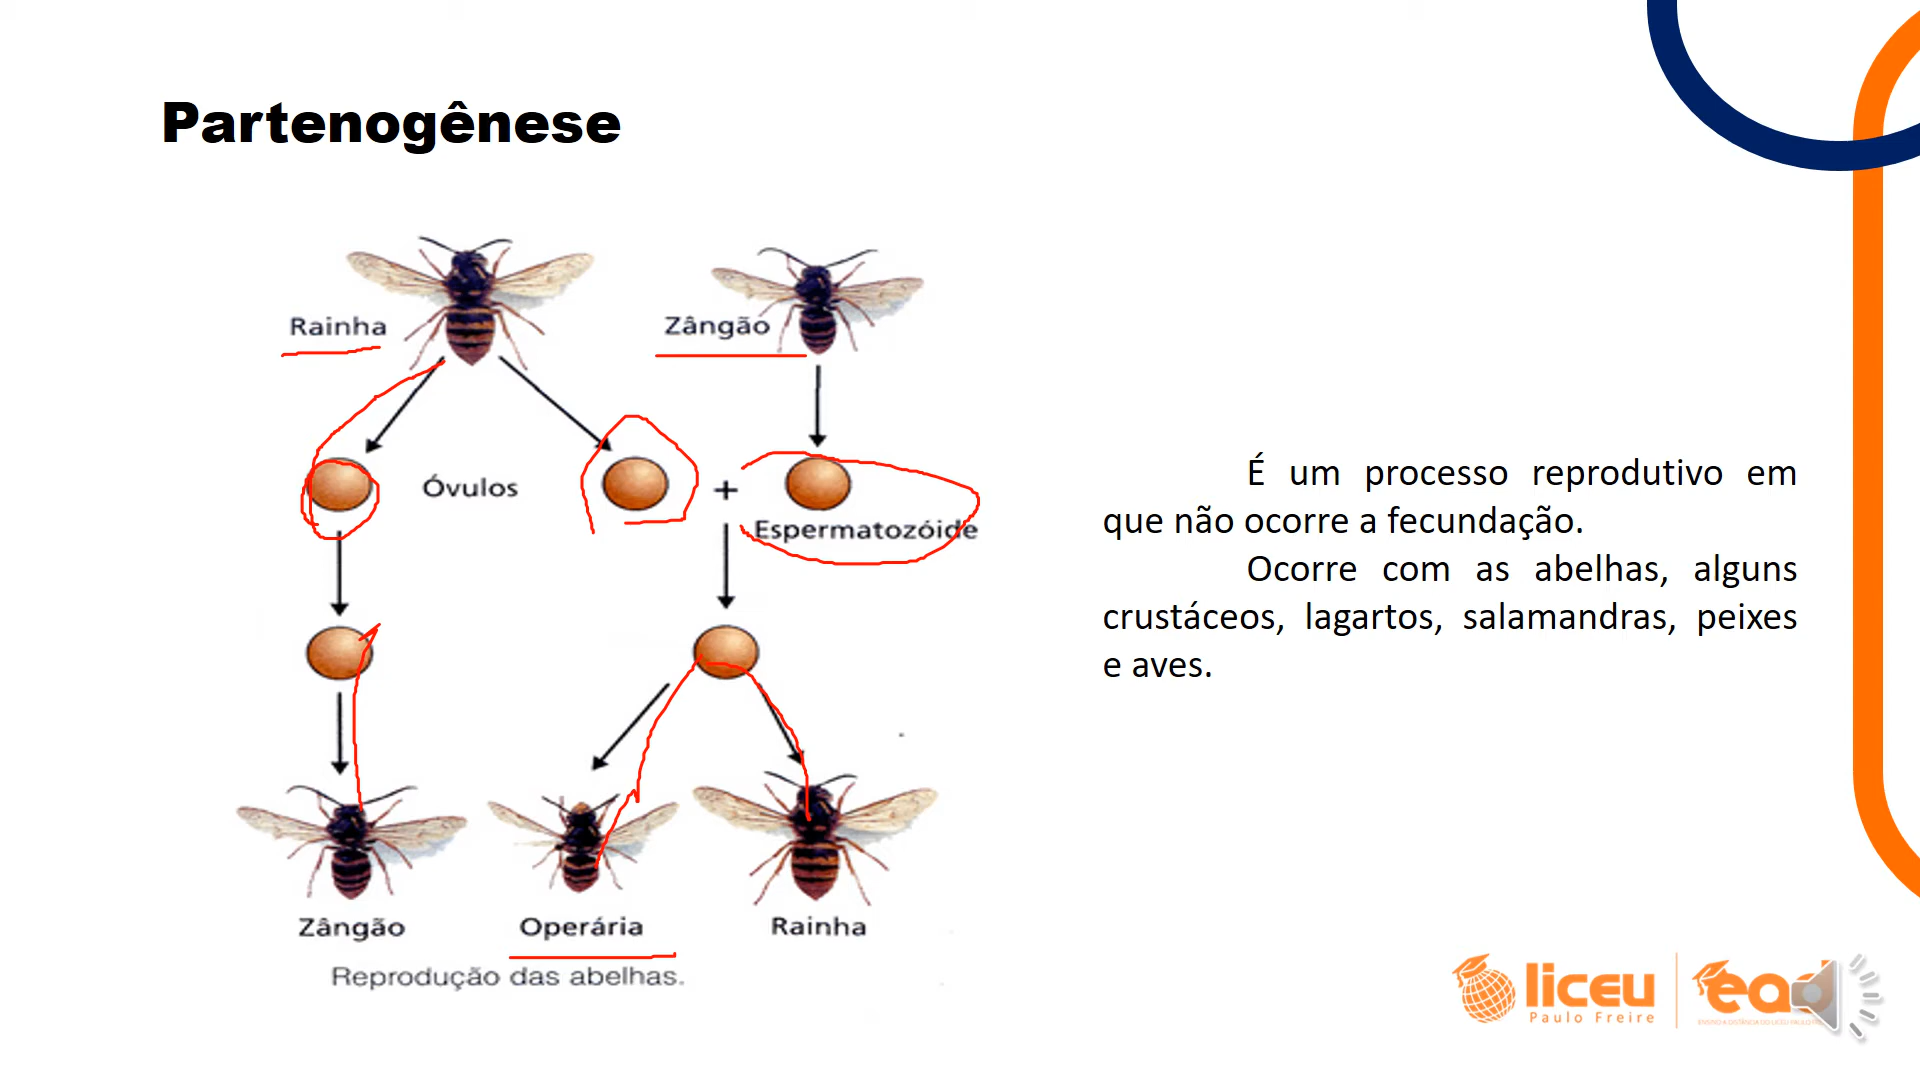 Partenogênese
Rainha
Zângão
Óvulos
+
Espermatozóide
Zângão
Operária
Rainha
Reprodução das abelhas.
É um processo reprodutivo em
que não ocorre a fecundação.
Ocorre com as abelhas, alguns
crustáceos, lagartos, salamandras, peixes
e aves.
liceu
Paulo Freire
ead